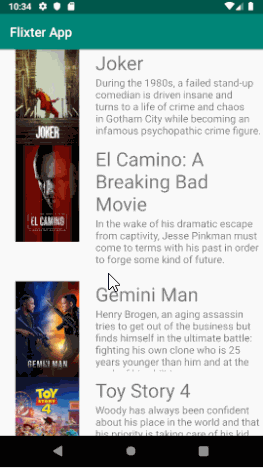 10:34
Flixter App
Joker
During the 1980s, a failed stand-up
comedian is driven insane and
turns to a life of crime and chaos
in Gotham City while becoming an
infamous psychopathic crime figure.
JOKER
El Camino: A
Breaking Bad
Movie
In the wake of his dramatic escape
from captivity, Jesse Pinkman must
come to terms with his past in order
to forge some kind of future.
EL CAMINO
Gemini Man
Henry Brogen, an aging assassin
tries to get out of the business but
finds himself in the ultimate battle:
fighting his own clone who is 25
years younger than him and at the
GEMINI MAN
Toy Story 4
Woody has always been confident
about his place in the world and that
his priority is taking care of his kid
TOY
STORY
4